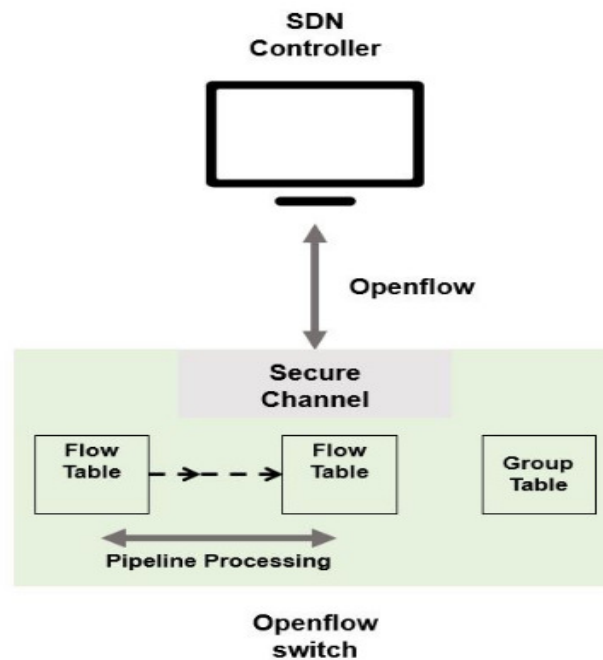 SDN
Controller
Openflow
Secure
Channel
Flow
Table
Flow
Table
Group
Table
Pipeline Processing
Openflow
switch